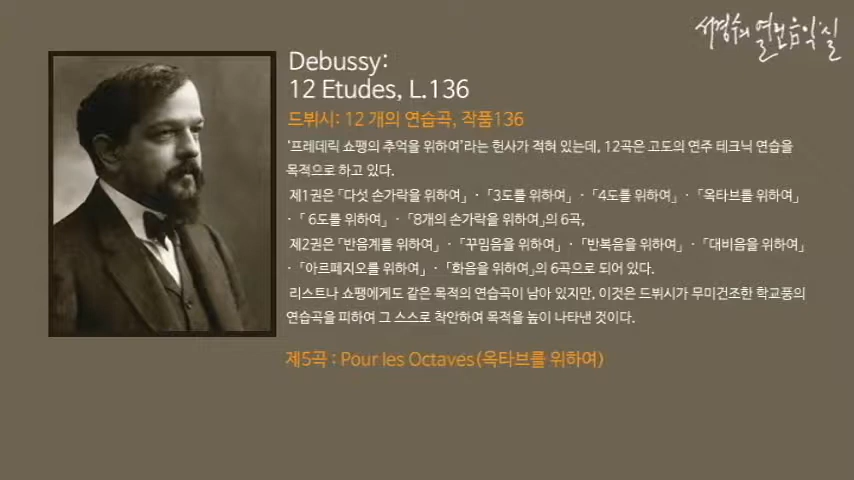 서경수의 열린음악실
Debussy:
12 Etudes, L.136
드뷔시: 12 개의 연습곡, 작품136
‘프레데릭 쇼팽의 추억을 위하여’라는 헌사가 적혀 있는데, 12곡은 고도의 연주 테크닉 연습을
목적으로 하고 있다.
제1권은 「다섯 손가락을 위하여」 · 「3도를 위하여」 · 「4도를 위하여」 · 「옥타브를 위하여」
· 「 6도를 위하여」 · 「8개의 손가락을 위하여」의 6곡,
제2권은 「반음계를 위하여」 · 「꾸밈음을 위하여」 · 「반복음을 위하여」 · 「대비음을 위하여」
· 「아르페지오를 위하여」 · 「화음을 위하여」의 6곡으로 되어 있다.
리스트나 쇼팽에게도 같은 목적의 연습곡이 남아 있지만, 이것은 드뷔시가 무미건조한 학교풍의
연습곡을 피하여 그 스스로 착안하여 목적을 높이 나타낸 것이다.
제5곡 : Pour les Octaves(옥타브를 위하여)